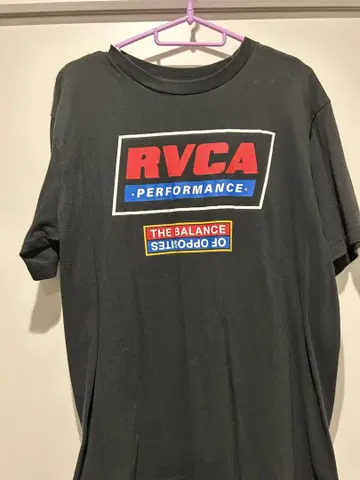 RVCA
·PERFORMANCE·
THE BALANCE
OF OPPOSITES